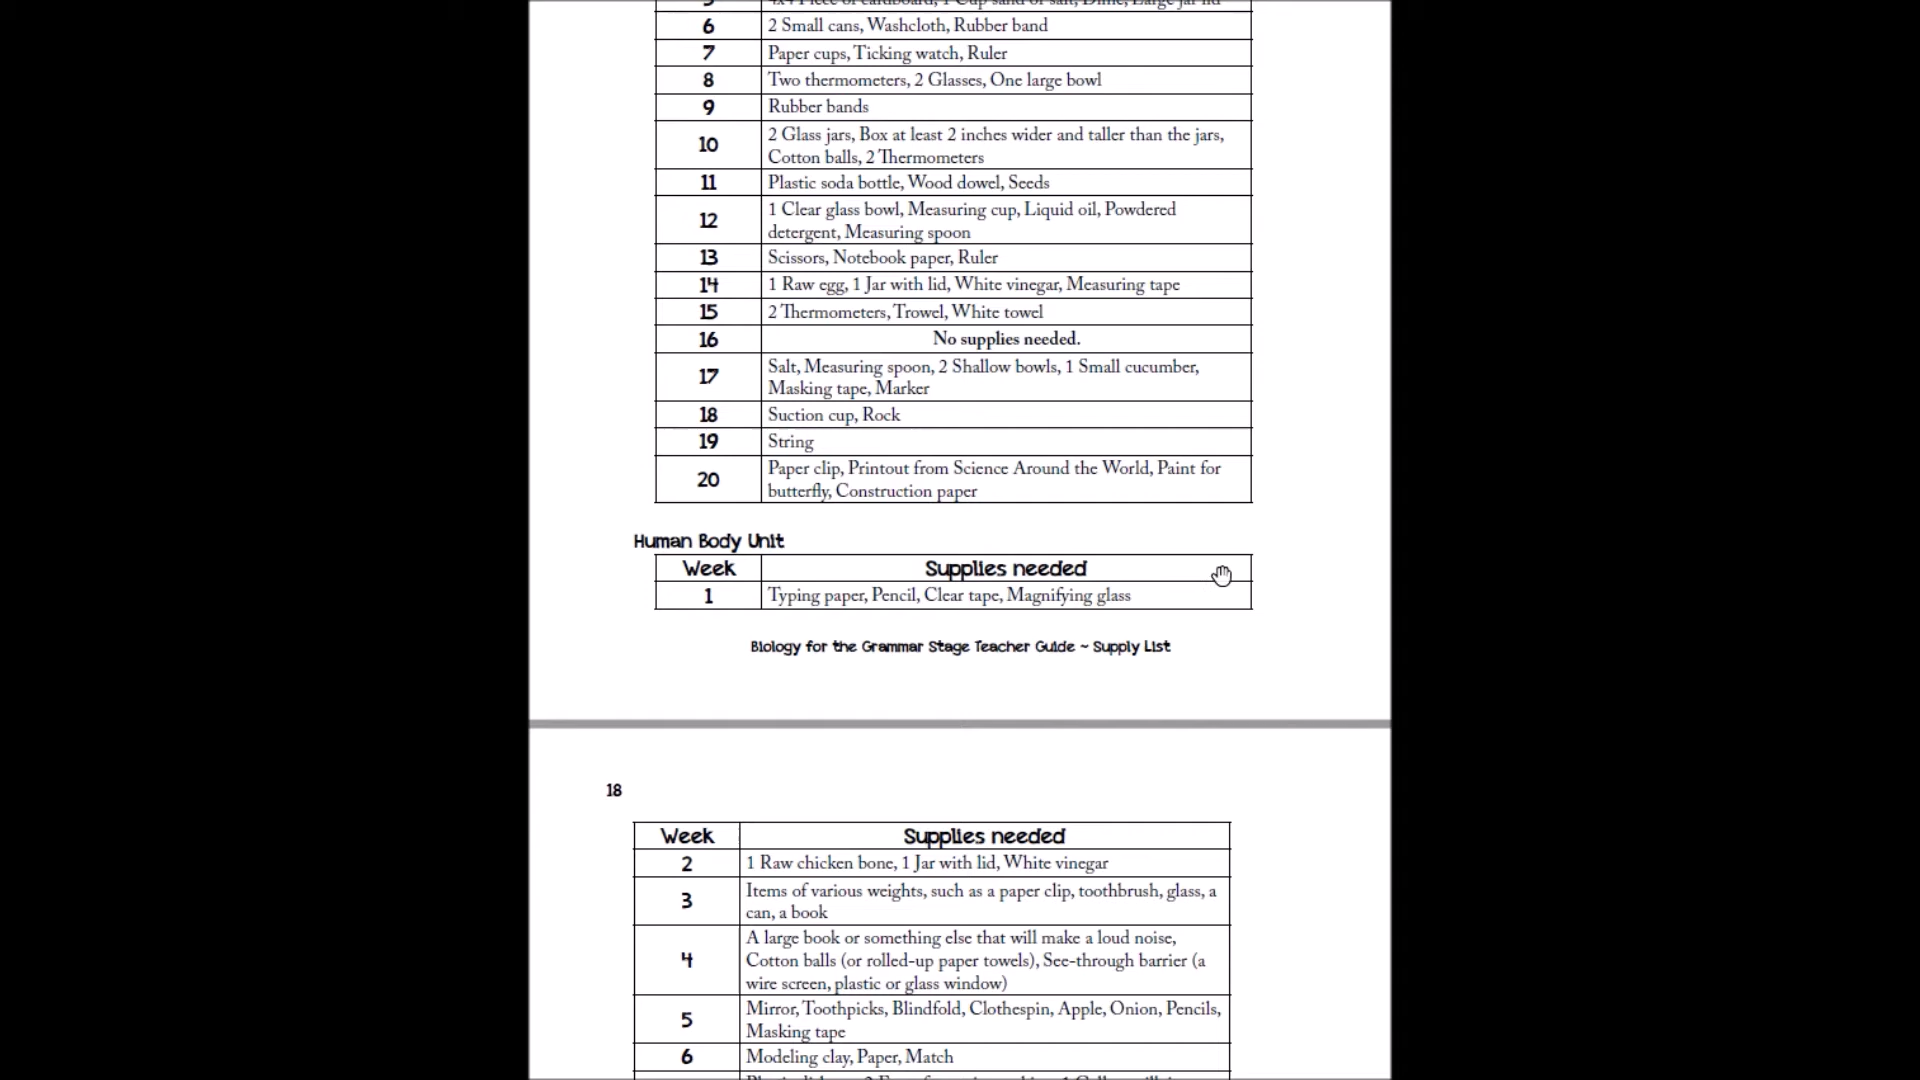 6 2 Small cans, Washcloth, Rubber band
7 Paper cups, Ticking watch, Ruler
8 Two thermometers, 2 Glasses, One large bowl
9 Rubber bands
10 2 Glass jars, Box at least 2 inches wider and taller than the jars,
Cotton balls, 2 Thermometers
11 Plastic soda bottle, Wood dowel, Seeds
12 1 Clear glass bowl, Measuring cup, Liquid oil, Powdered
detergent, Measuring spoon
13 Scissors, Notebook paper, Ruler
14 1 Raw egg, 1 Jar with lid, White vinegar, Measuring tape
15 2 Thermometers, Trowel, White towel
16 No supplies needed.
17 Salt, Measuring spoon, 2 Shallow bowls, 1 Small cucumber,
Masking tape, Marker
18 Suction cup, Rock
19 String
20 Paper clip, Printout from Science Around the World, Paint for
butterfly, Construction paper
Human Body Unit
Week Supplies needed
1 Typing paper, Pencil, Clear tape, Magnifying glass
Biology for the Grammar Stage Teacher Guide ~ Supply List
18
Week Supplies needed
2 1 Raw chicken bone, 1 Jar with lid, White vinegar
3 Items of various weights, such as a paper clip, toothbrush, glass, a
can, a book
4 A large book or something else that will make a loud noise,
Cotton balls (or rolled-up paper towels), See-through barrier (a
wire screen, plastic or glass window)
5 Mirror, Toothpicks, Blindfold, Clothespin, Apple, Onion, Pencils,
Masking tape
6 Modeling clay, Paper, Match